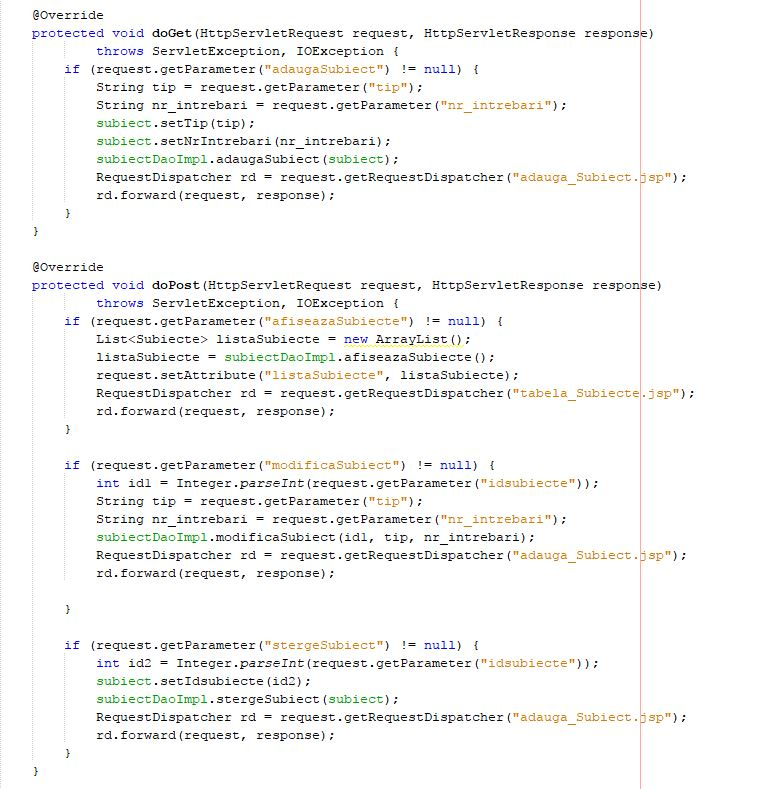 @Override
protected void doGet(HttpServletRequest request, HttpServletResponse response)
throws ServletException, IOException {
if (request.getParameter("adaugaSubiect") != null) {
String tip = request.getParameter("tip");
String nr_intrebari = request.getParameter("nr_intrebari");
subiect.setTip(tip);
subiect.setNrIntrebari(nr_intrebari);
subiectDaoImpl.adaugaSubiect(subiect);
RequestDispatcher rd = request.getRequestDispatcher("adauga_Subiect.jsp");
rd.forward(request, response);
}
}
@Override
protected void doPost(HttpServletRequest request, HttpServletResponse response)
throws ServletException, IOException {
if (request.getParameter("afiseazaSubiecte") != null) {
List<Subiecte> listaSubiecte = new ArrayList();
listaSubiecte = subiectDaoImpl.afiseazaSubiecte();
request.setAttribute("listaSubiecte", listaSubiecte);
RequestDispatcher rd = request.getRequestDispatcher("tabela_Subiecte.jsp");
rd.forward(request, response);
}
if (request.getParameter("modificaSubiect") != null) {
int id1 = Integer.parseInt(request.getParameter("idsubiecte"));
String tip = request.getParameter("tip");
String nr_intrebari = request.getParameter("nr_intrebari");
subiectDaoImpl.modificaSubiect(id1, tip, nr_intrebari);
RequestDispatcher rd = request.getRequestDispatcher("adauga_Subiect.jsp");
rd.forward(request, response);
}
if (request.getParameter("stergeSubiect") != null) {
int id2 = Integer.parseInt(request.getParameter("idsubiecte"));
subiect.setIdsubiecte(id2);
subiectDaoImpl.stergeSubiect(subiect);
RequestDispatcher rd = request.getRequestDispatcher("adauga_Subiect.jsp");
rd.forward(request, response);
}
}